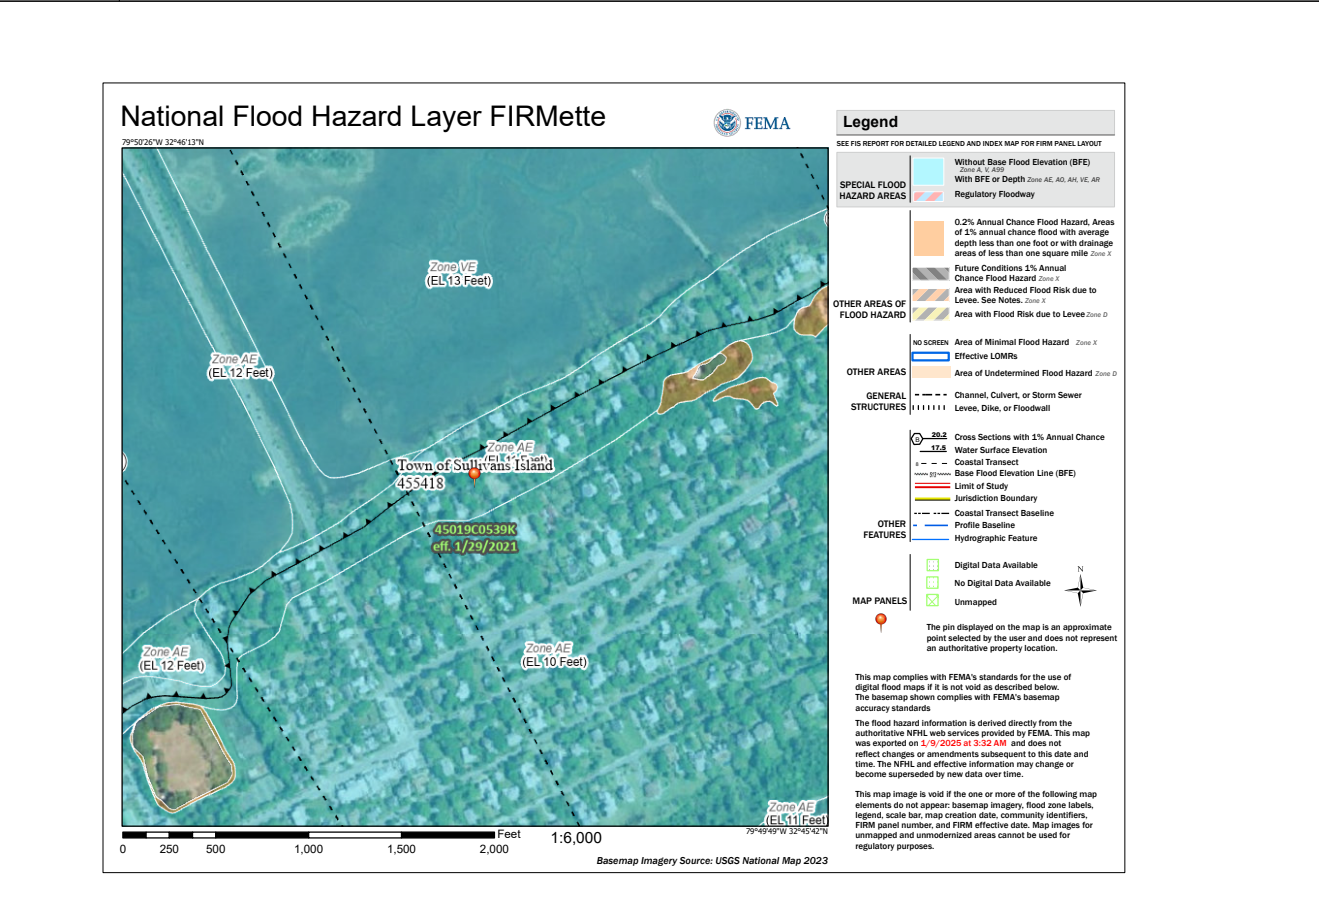 National Flood Hazard Layer FIRMette
FEMA
79°50'26"W 32°46'13"N
Zone VE
(EL 13 Feet)
Zone AE
(EL 12 Feet)
Zone AE
(EL 11 Feet)
Town of Sullivans Island
455418
45019C0539K
eff. 1/29/2021
Zone AE
(EL 12 Feet)
Zone AE
(EL 10 Feet)
Zone AE
(EL 11 Feet)
79°49'49"W 32°45'42"N
Feet
1:6,000
0 250 500 1,000 1,500 2,000
Basemap Imagery Source: USGS National Map 2023
Legend
SEE FIS REPORT FOR DETAILED LEGEND AND INDEX MAP FOR FIRM PANEL LAYOUT
SPECIAL FLOOD
HAZARD AREAS
Without Base Flood Elevation (BFE)
Zone A, V, A99
With BFE or Depth Zone AE, AO, AH, VE, AR
Regulatory Floodway
OTHER AREAS OF
FLOOD HAZARD
0.2% Annual Chance Flood Hazard, Areas
of 1% annual chance flood with average
depth less than one foot or with drainage
areas of less than one square mile Zone X
Future Conditions 1% Annual
Chance Flood Hazard Zone X
Area with Reduced Flood Risk due to
Levee. See Notes. Zone X
Area with Flood Risk due to Levee Zone D
OTHER AREAS
NO SCREEN Area of Minimal Flood Hazard Zone X
Effective LOMRs
Area of Undetermined Flood Hazard Zone D
GENERAL
STRUCTURES
Channel, Culvert, or Storm Sewer
Levee, Dike, or Floodwall
OTHER
FEATURES
B 20.2 Cross Sections with 1% Annual Chance
17.5 Water Surface Elevation
8 Coastal Transect
513 Base Flood Elevation Line (BFE)
Limit of Study
Jurisdiction Boundary
Coastal Transect Baseline
Profile Baseline
Hydrographic Feature
MAP PANELS
Digital Data Available
No Digital Data Available
Unmapped
N
The pin displayed on the map is an approximate
point selected by the user and does not represent
an authoritative property location.
This map complies with FEMA's standards for the use of
digital flood maps if it is not void as described below.
The basemap shown complies with FEMA's basemap
accuracy standards
The flood hazard information is derived directly from the
authoritative NFHL web services provided by FEMA. This map
was exported on 1/9/2025 at 3:32 AM and does not
reflect changes or amendments subsequent to this date and
time. The NFHL and effective information may change or
become superseded by new data over time.
This map image is void if the one or more of the following map
elements do not appear: basemap imagery, flood zone labels,
legend, scale bar, map creation date, community identifiers,
FIRM panel number, and FIRM effective date. Map images for
unmapped and unmodernized areas cannot be used for
regulatory purposes.